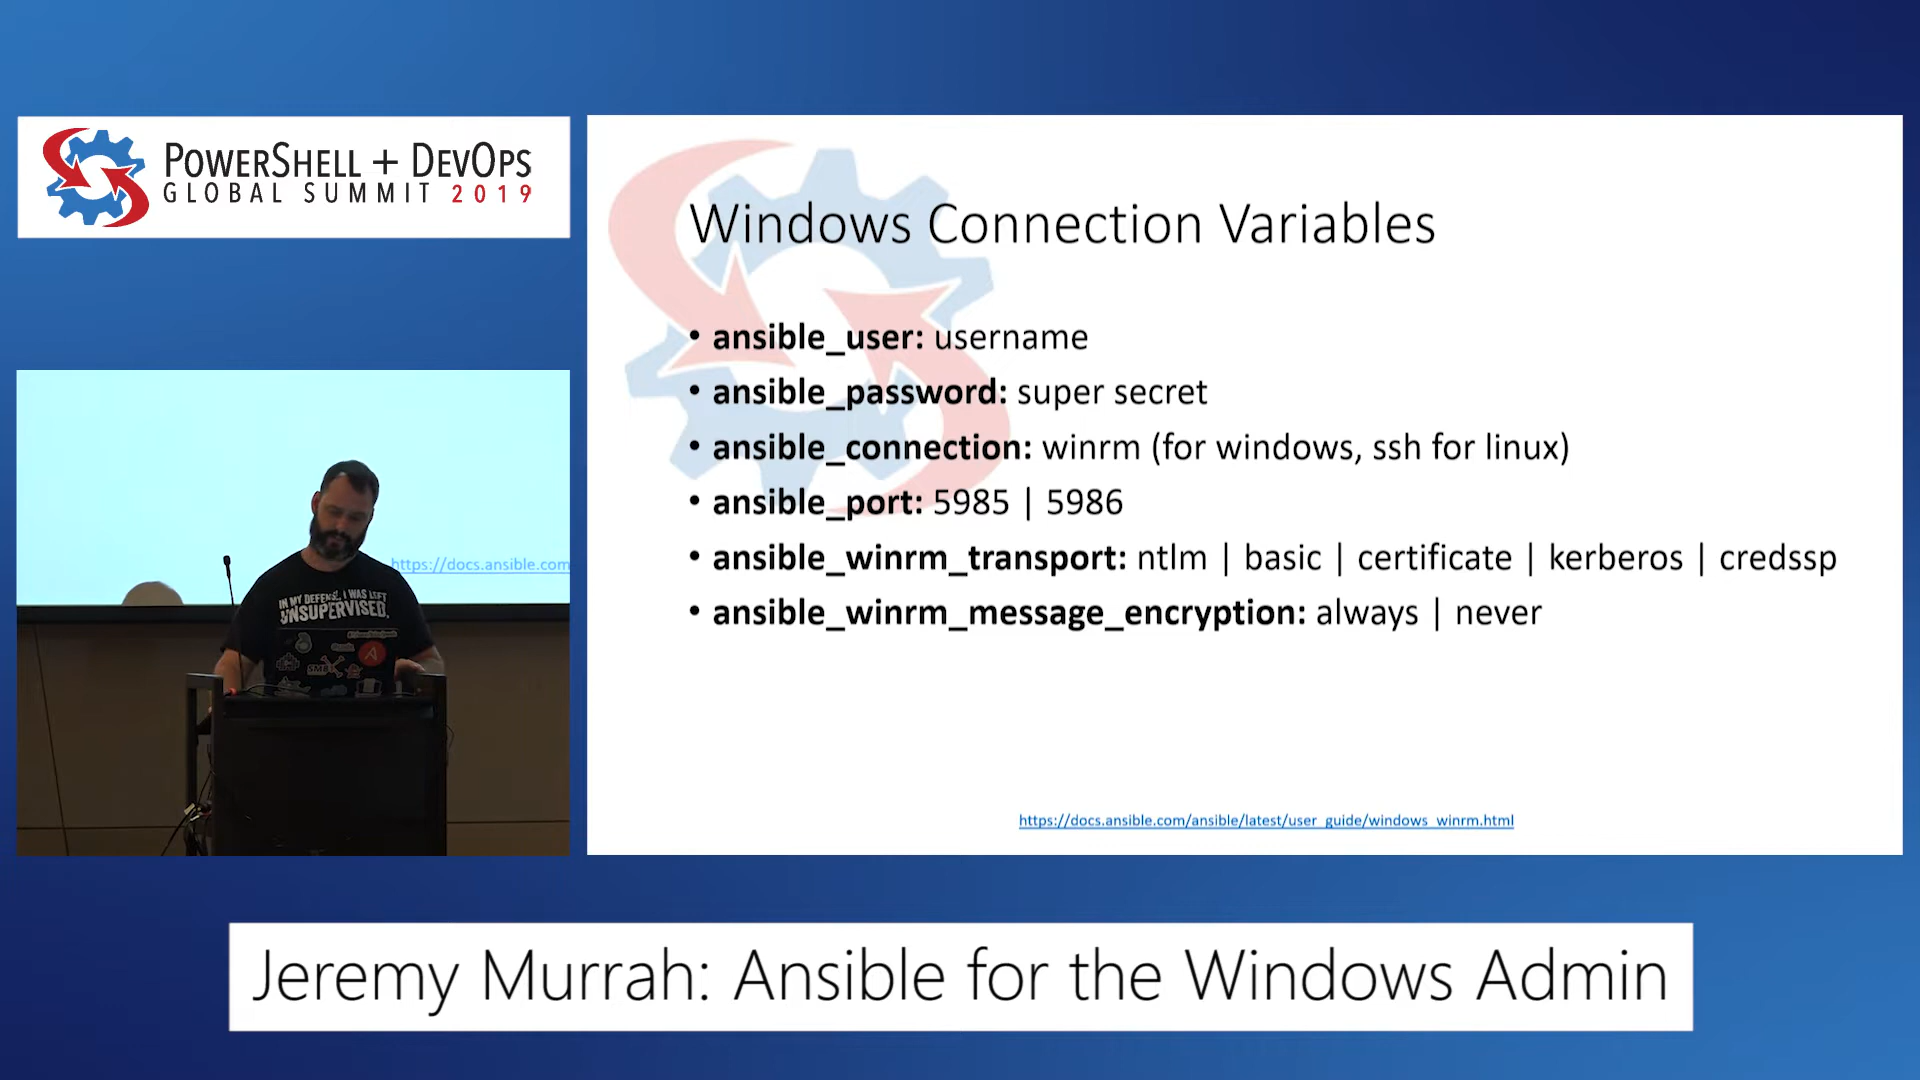 POWERSHELL + DEVOPS
GLOBAL SUMMIT 2019
Windows Connection Variables
• ansible_user: username
• ansible_password: super secret
• ansible_connection: winrm (for windows, ssh for linux)
• ansible_port: 5985 | 5986
• ansible_winrm_transport: ntlm | basic | certificate | kerberos | credssp
• ansible_winrm_message_encryption: always | never
https://docs.ansible.com/ansible/latest/user_guide/windows_winrm.html
https://docs.ansible.com
IN MY DEFENSE, I WAS LEFT
UNSUPERVISED.
Jeremy Murrah: Ansible for the Windows Admin